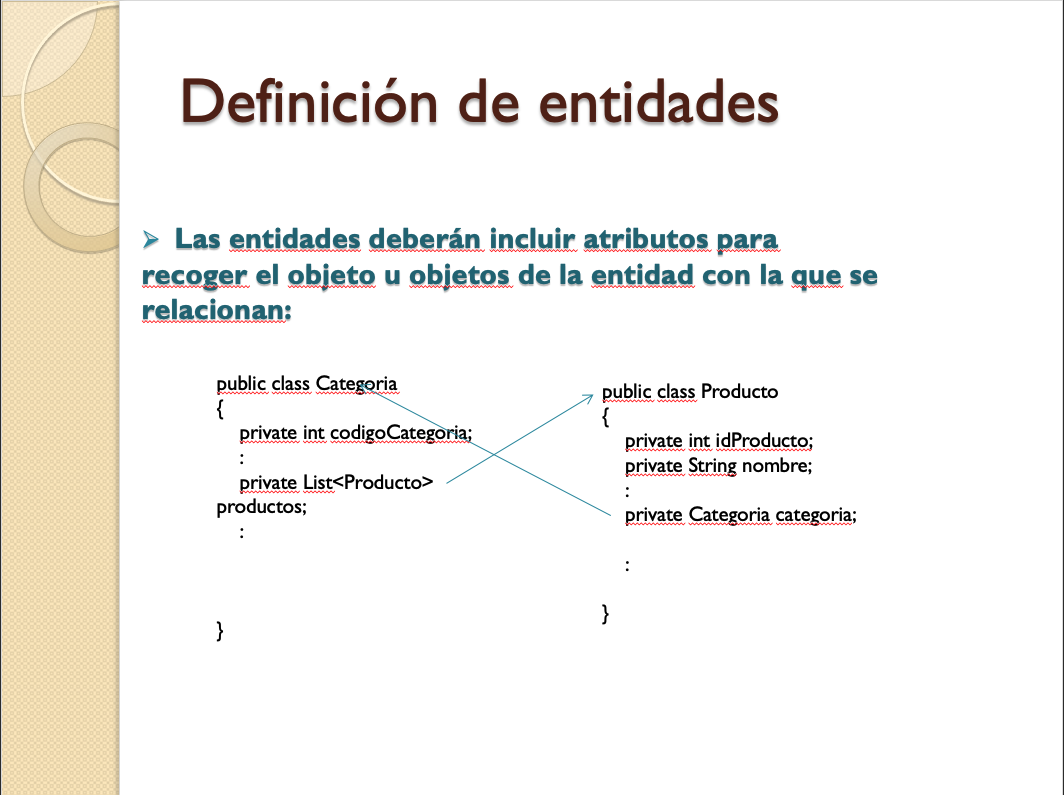 Definición de entidades
➢ Las entidades deberán incluir atributos para
recoger el objeto u objetos de la entidad con la que se
relacionan:
public class Categoria
{
private int codigoCategoria;
:
private List<Producto>
productos;
:
}
public class Producto
{
private int idProducto;
private String nombre;
:
private Categoria categoria;
:
}